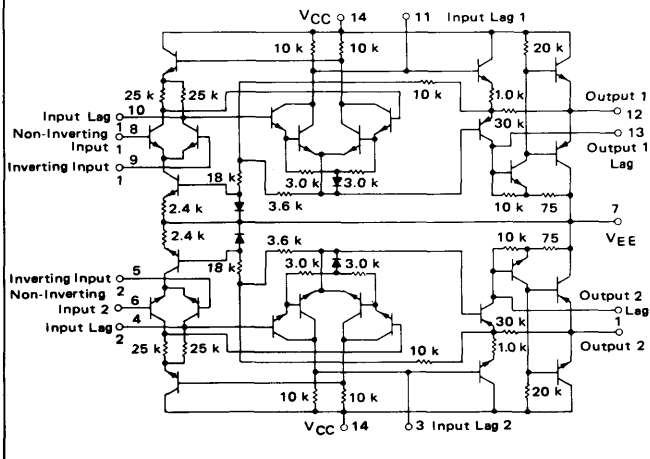 VCC 14 11 Input Lag 1
10 k 10 k 20 k
25 k 25 k 10 k 1.0 k
Input Lag 10 1
Output 1
12
30 k
Non-Inverting 8
Input 1
13
Output 1
Lag
Inverting Input 9
1
18 k 3.0 k 3.0 k
2.4 k 3.6 k 10 k 75
7
VEE
2.4 k 3.6 k 10 k 75
18 k 3.0 k 3.0 k
Inverting Input 5
2
Non-Inverting
Input 2 6
Output 2
Lag
Input Lag 4
2
30 k
1
Output 2
25 k 25 k 10 k 1.0 k
10 k 10 k 20 k
VCC 14 3 Input Lag 2